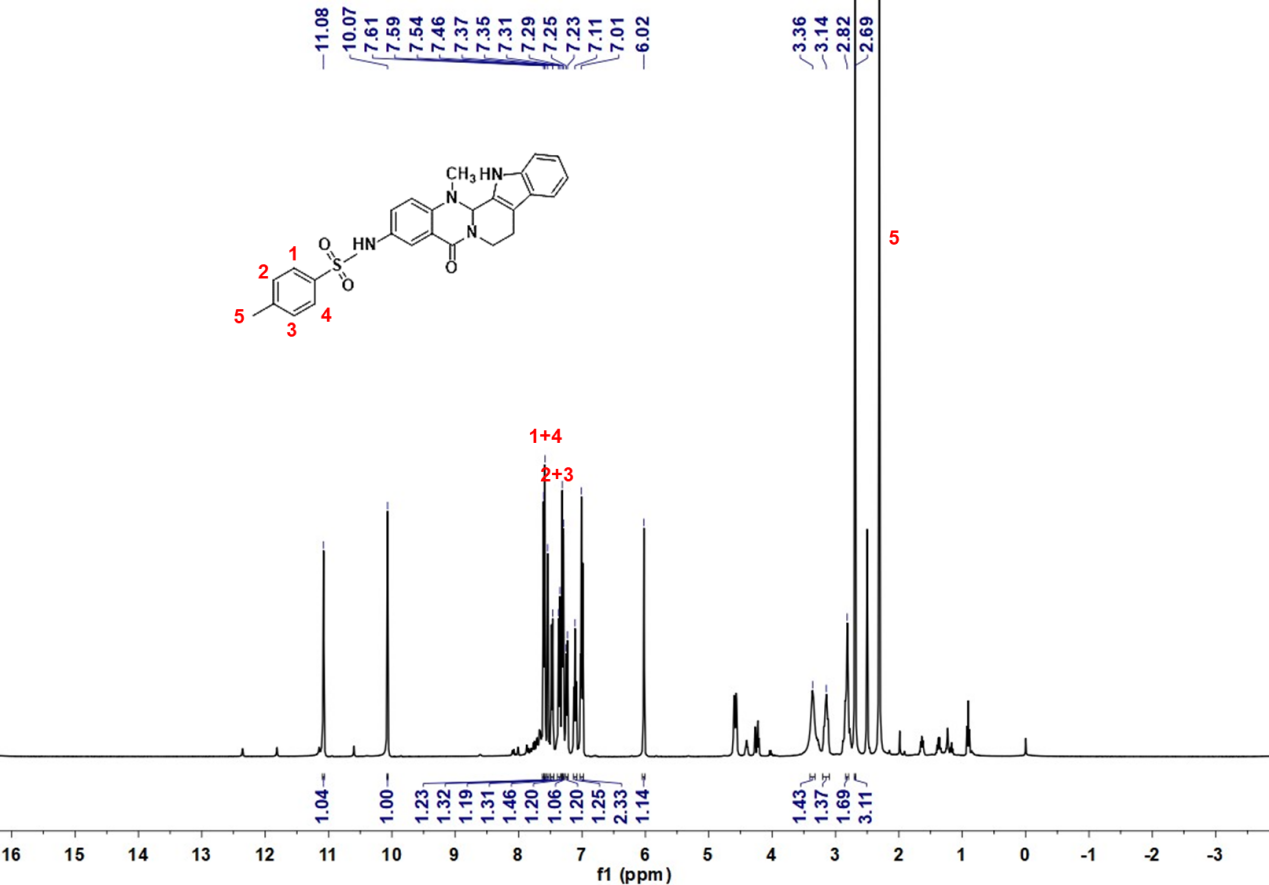 11.08 10.07 7.61 7.59 7.54 7.46 7.37 7.35 7.31 7.29 7.25 7.23 7.11 7.01 6.02 3.36 3.14 2.82 2.69
CH3 HN
N
N
O
HN
O
S
O
1
2
5
4
3
5
1+4
2+3
1.04 1.00 1.23 1.32 1.19 1.31 1.46 1.20 1.06 1.20 1.25 2.33 1.14 1.43 1.37 1.69 3.11
16 15 14 13 12 11 10 9 8 7 6 5 4 3 2 1 0 -1 -2 -3
f1 (ppm)